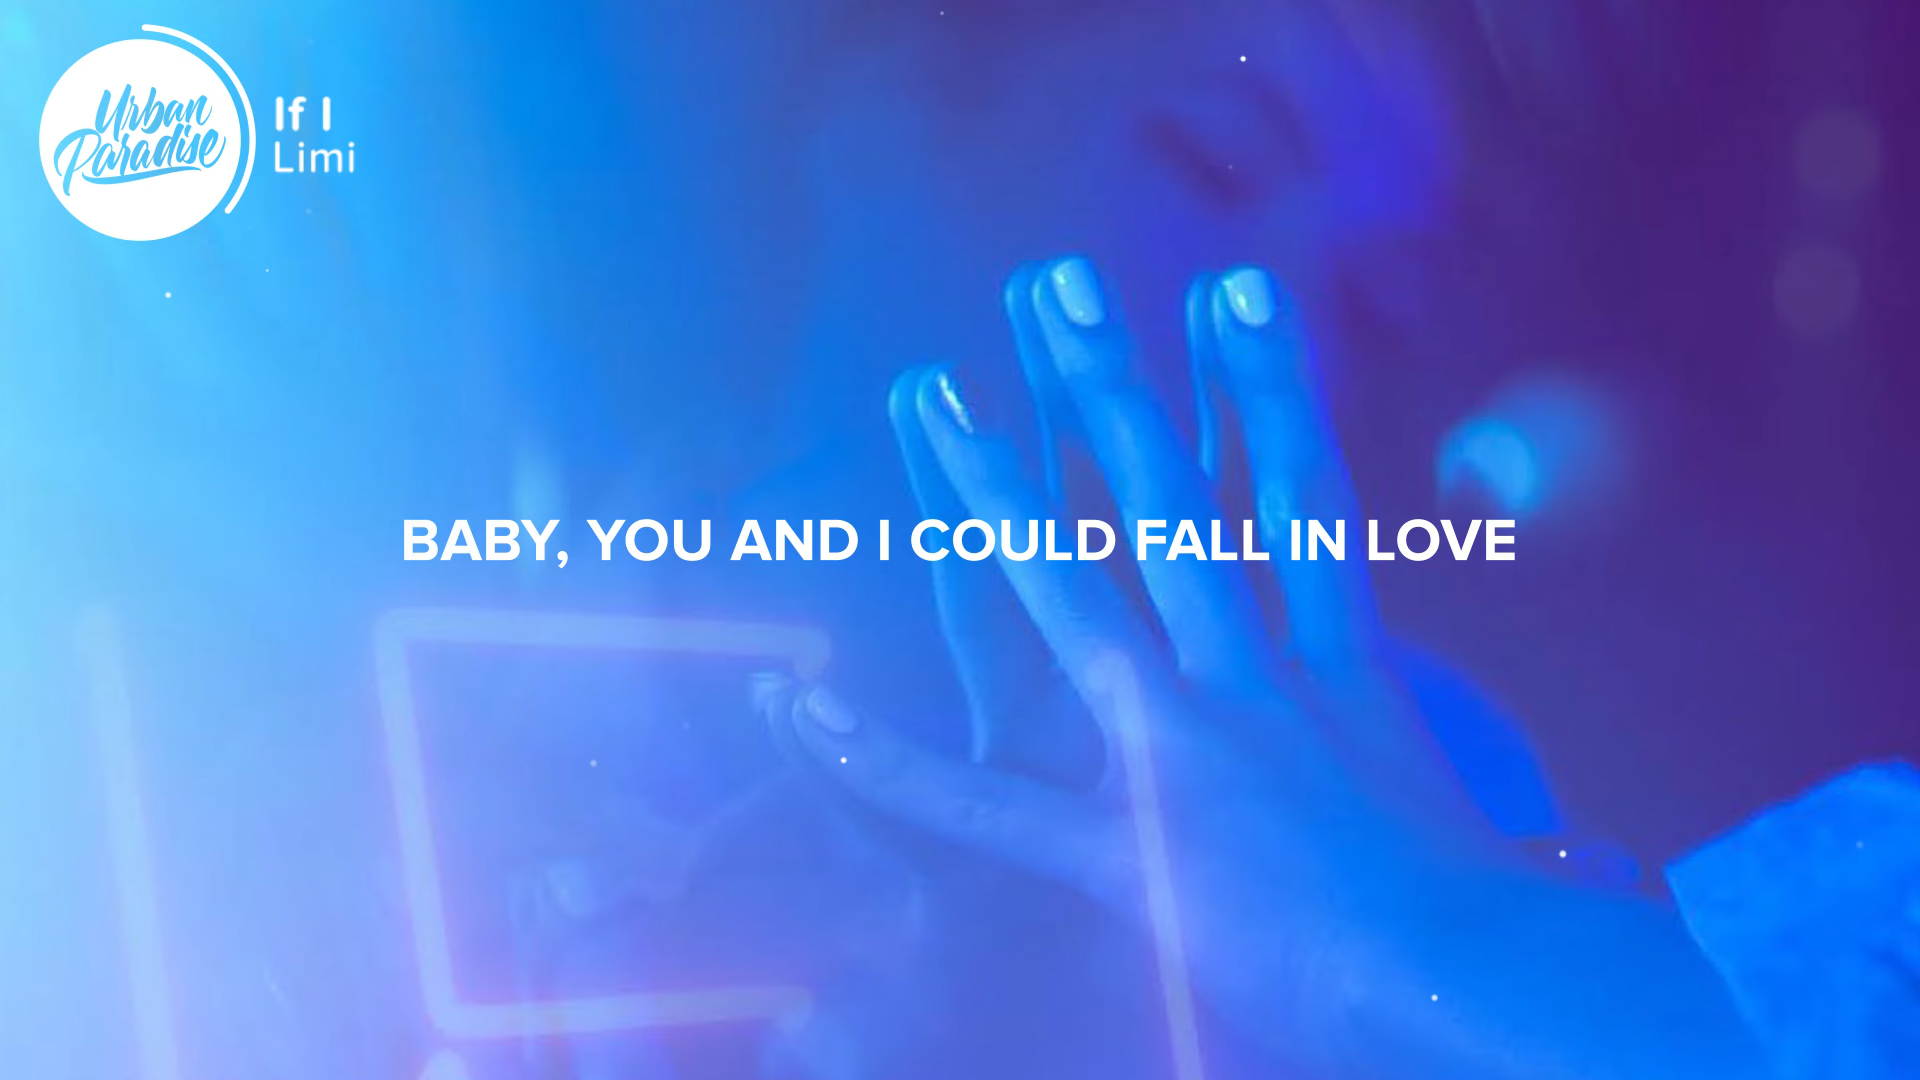 Urban
Paradise
If I
Limi
BABY, YOU AND I COULD FALL IN LOVE